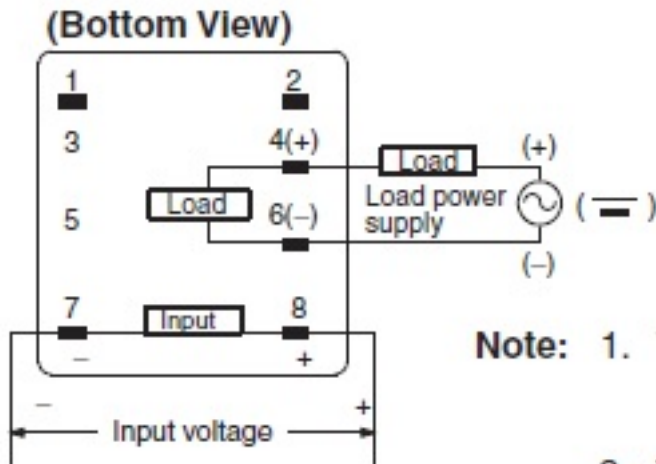 (Bottom View)
1 2
3 4(+) Load (+)
Load Load power supply
5 6(–) (–)
7 Input 8
– +
– +
Input voltage
Note: 1.